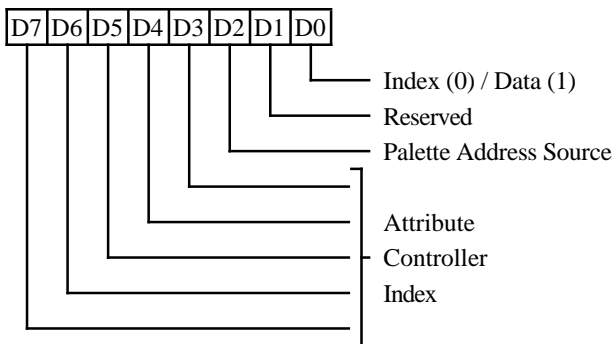 D7 D6 D5 D4 D3 D2 D1 D0
Index (0) / Data (1)
Reserved
Palette Address Source
Attribute
Controller
Index